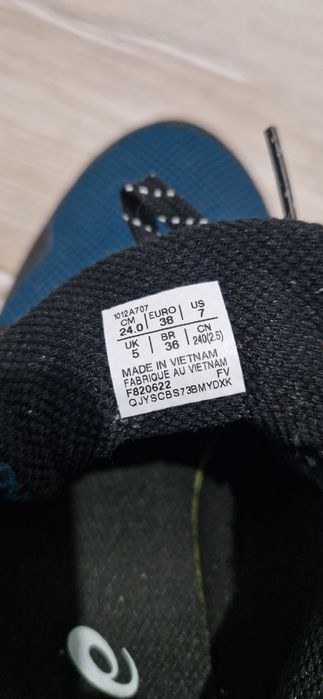 1012A707
CM EURO US
24.0 38 7
UK BR CN
5 36 240(2.5)
MADE IN VIETNAM
FABRIQUE AU VIETNAM
F820622 FV
QJYSCBS73BMYDXK